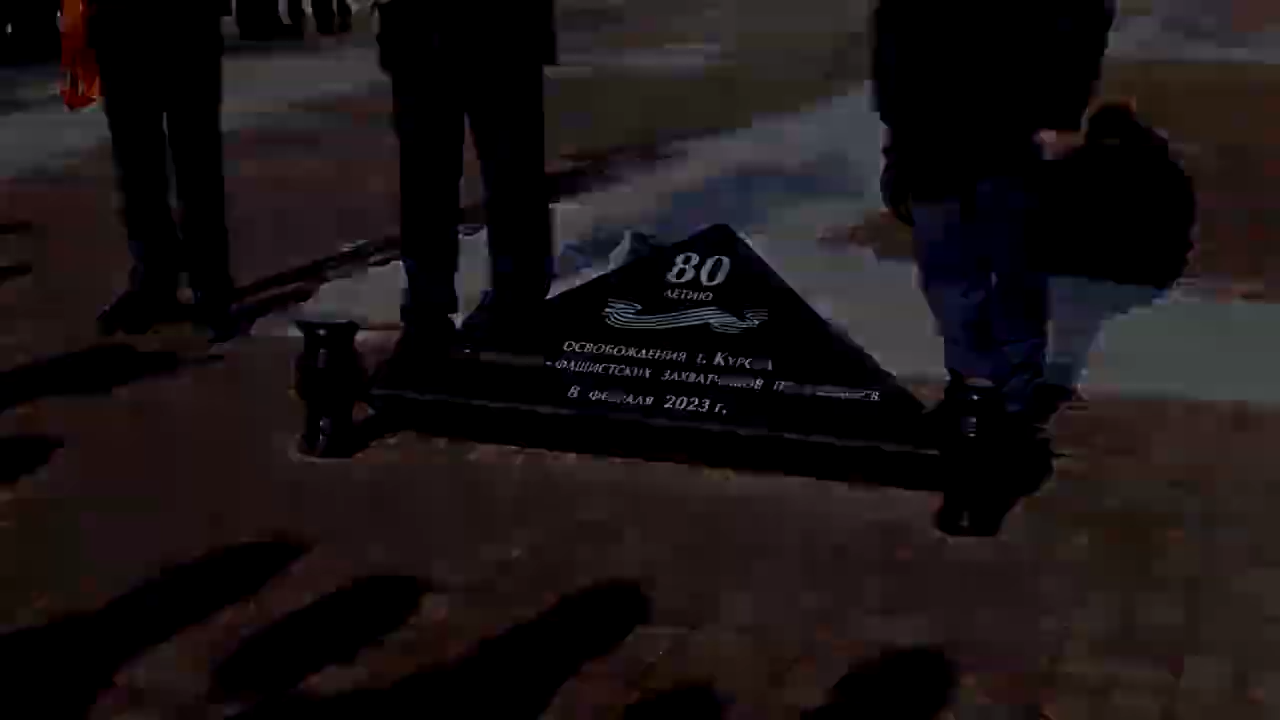 80
ЛЕТИЮ
ОСВОБОЖДЕНИЯ г. КУРСКА
ФАШИСТСКИХ ЗАХВАТЧИКОВ
8 ФЕВРАЛЯ 2023 г.